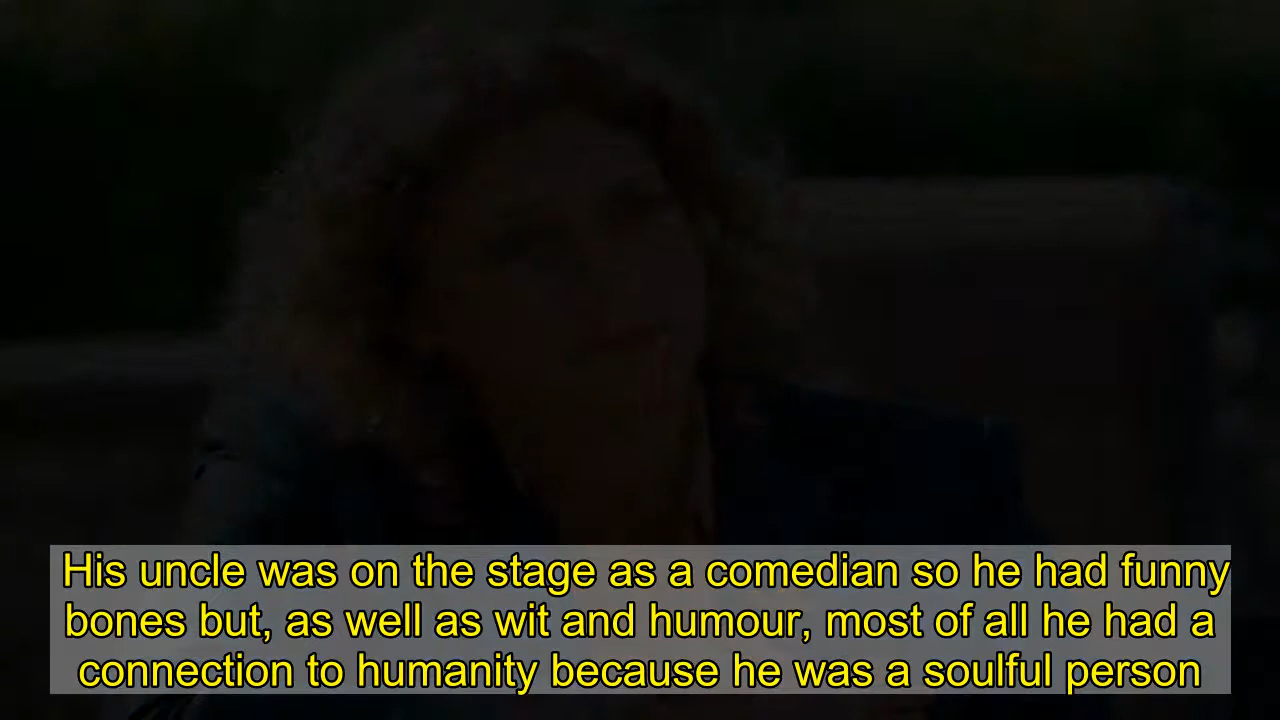 His uncle was on the stage as a comedian so he had funny
bones but, as well as wit and humour, most of all he had a
connection to humanity because he was a soulful person